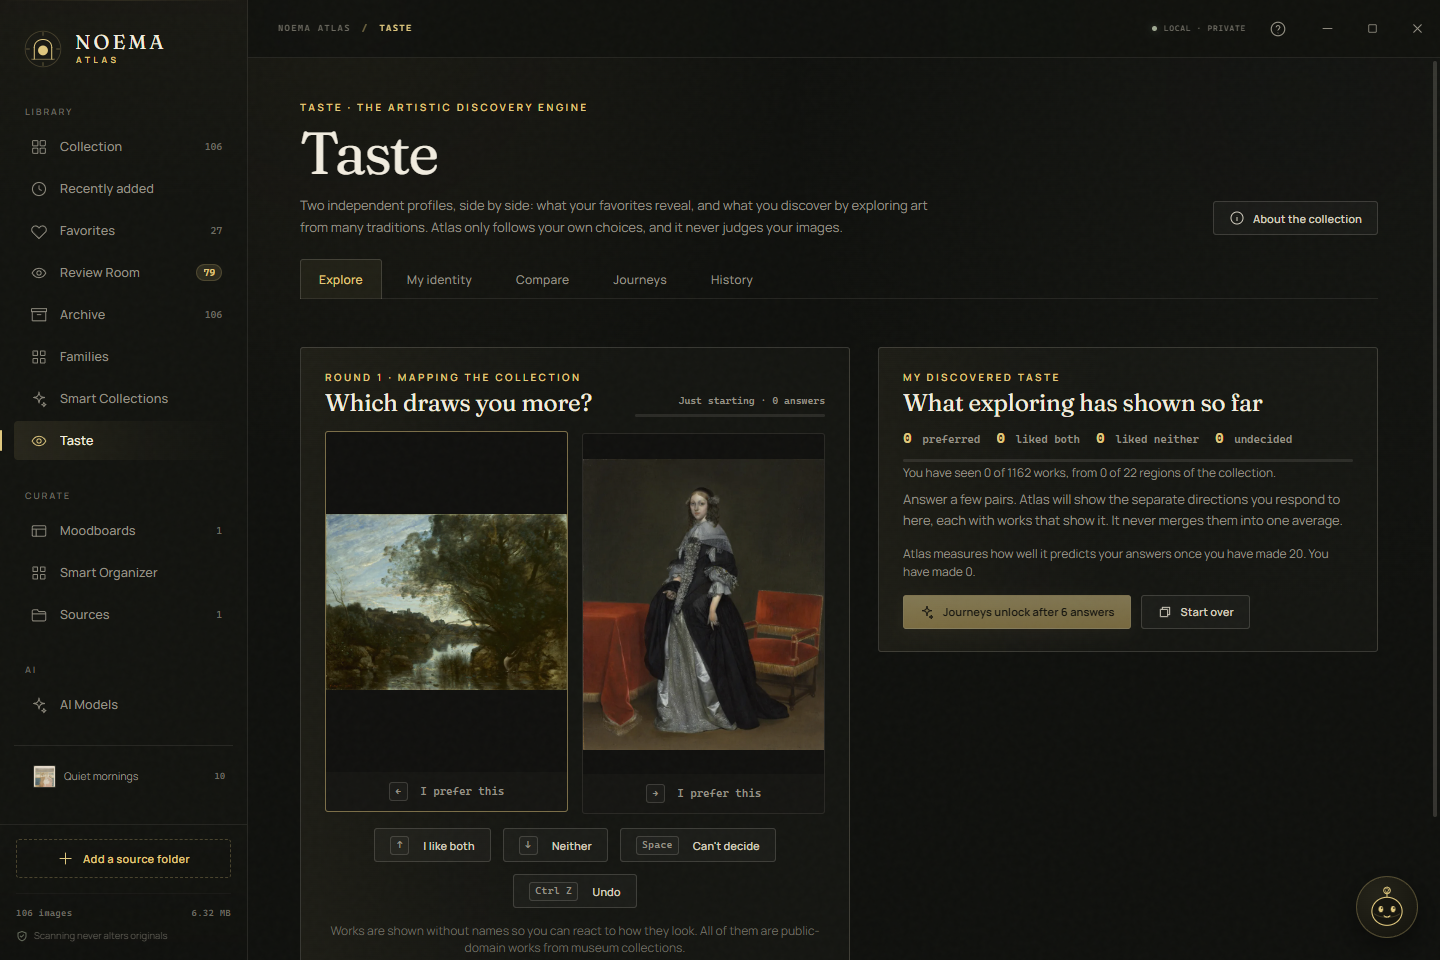 NOEMA
ATLAS
LIBRARY
Collection 106
Recently added
Favorites 27
Review Room 79
Archive 106
Families
Smart Collections
Taste
CURATE
Moodboards 1
Smart Organizer
Sources 1
AI
AI Models
Quiet mornings 10
Add a source folder
106 images 6.32 MB
Scanning never alters originals
NOEMA ATLAS / TASTE
LOCAL · PRIVATE
TASTE · THE ARTISTIC DISCOVERY ENGINE
Taste
Two independent profiles, side by side: what your favorites reveal, and what you discover by exploring art
from many traditions. Atlas only follows your own choices, and it never judges your images.
About the collection
Explore My identity Compare Journeys History
ROUND 1 · MAPPING THE COLLECTION
Which draws you more?
Just starting · 0 answers
← I prefer this
→ I prefer this
↑ I like both
↓ Neither
Space Can't decide
Ctrl Z Undo
Works are shown without names so you can react to how they look. All of them are public-
domain works from museum collections.
MY DISCOVERED TASTE
What exploring has shown so far
0 preferred 0 liked both 0 liked neither 0 undecided
You have seen 0 of 1162 works, from 0 of 22 regions of the collection.
Answer a few pairs. Atlas will show the separate directions you respond to
here, each with works that show it. It never merges them into one average.
Atlas measures how well it predicts your answers once you have made 20. You
have made 0.
Journeys unlock after 6 answers
Start over